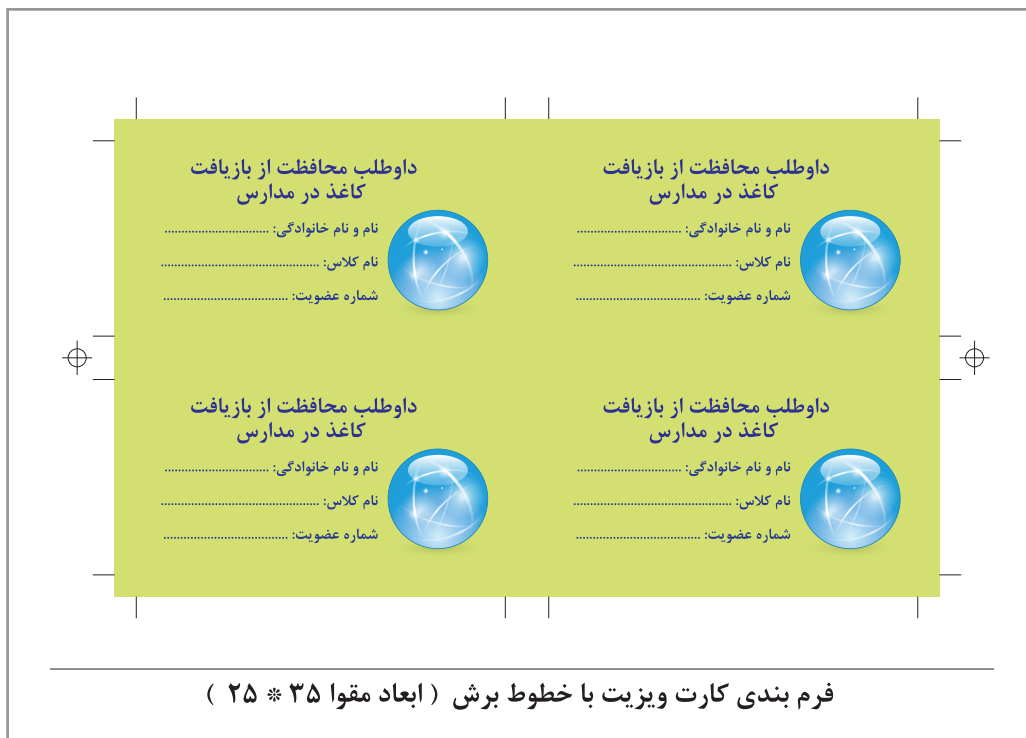 داوطلب محافظت از بازیافت
کاغذ در مدارس
نام و نام خانوادگی: ...............................
نام کلاس: ...............................................
شماره عضویت: .....................................
داوطلب محافظت از بازیافت
کاغذ در مدارس
نام و نام خانوادگی: ...............................
نام کلاس: ...............................................
شماره عضویت: .....................................
داوطلب محافظت از بازیافت
کاغذ در مدارس
نام و نام خانوادگی: ...............................
نام کلاس: ...............................................
شماره عضویت: .....................................
داوطلب محافظت از بازیافت
کاغذ در مدارس
نام و نام خانوادگی: ...............................
نام کلاس: ...............................................
شماره عضویت: .....................................
فرم بندی کارت ویزیت با خطوط برش ( ابعاد مقوا ۳۵ * ۲۵ )